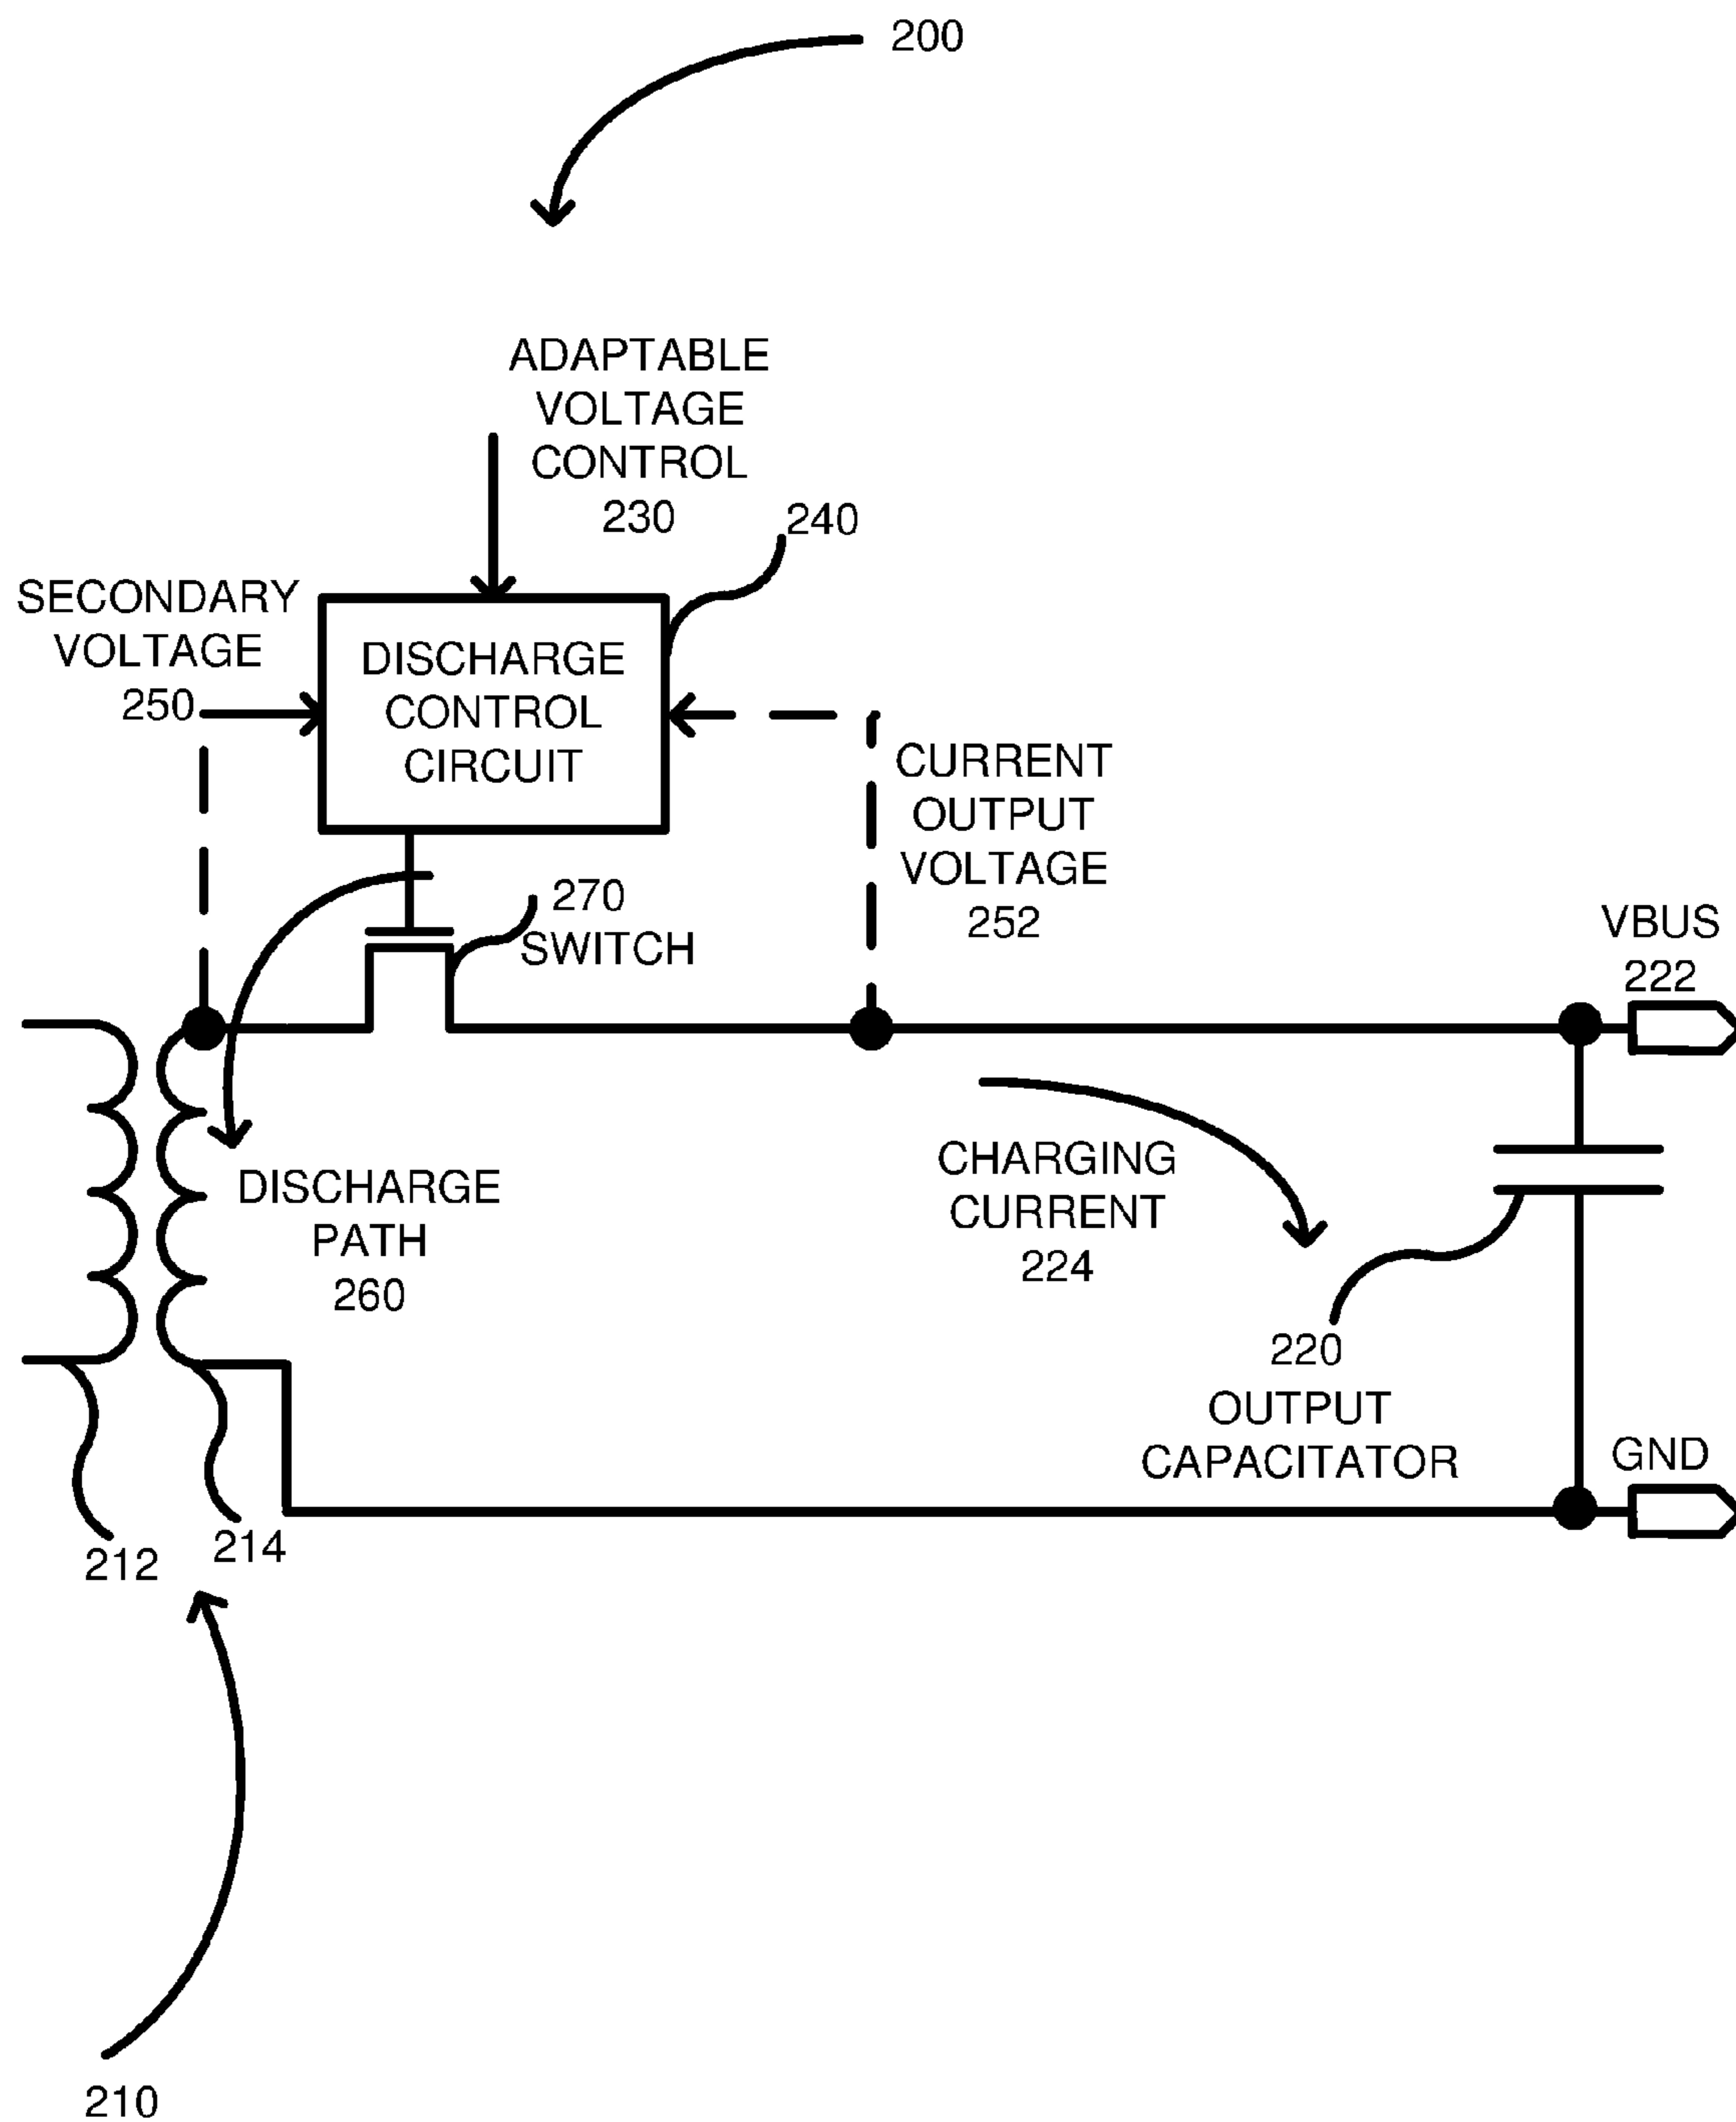 200
ADAPTABLE
VOLTAGE
CONTROL
230
240
SECONDARY
VOLTAGE
250
DISCHARGE
CONTROL
CIRCUIT
CURRENT
OUTPUT
VOLTAGE
252
270
SWITCH
VBUS
222
DISCHARGE
PATH
260
CHARGING
CURRENT
224
220
OUTPUT
CAPACITATOR
GND
212
214
210